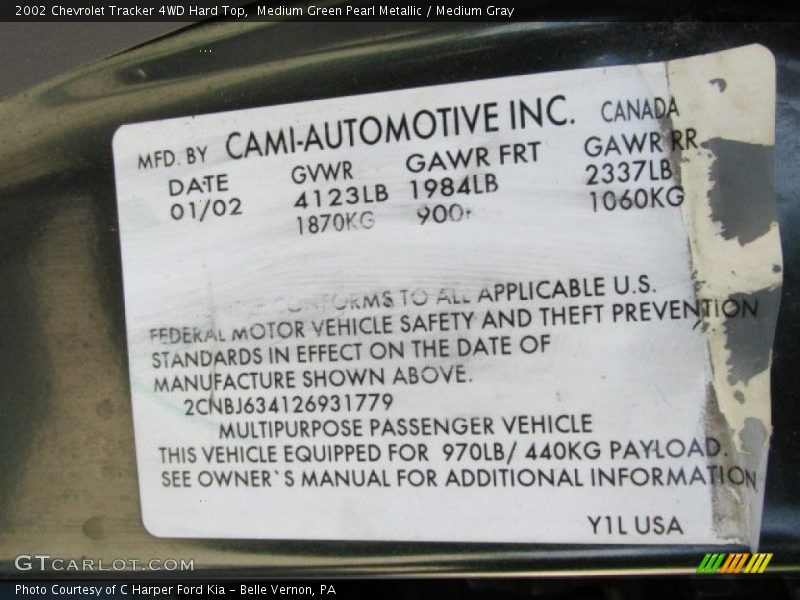 2002 Chevrolet Tracker 4WD Hard Top, Medium Green Pearl Metallic / Medium Gray
MFD. BY CAMI-AUTOMOTIVE INC. CANADA
DATE GVWR GAWR FRT GAWR RR
01/02 4123LB 1984LB 2337LB
1870KG 900K 1060KG
CONFORMS TO ALL APPLICABLE U.S.
FEDERAL MOTOR VEHICLE SAFETY AND THEFT PREVENTION
STANDARDS IN EFFECT ON THE DATE OF
MANUFACTURE SHOWN ABOVE.
2CNBJ634126931779
MULTIPURPOSE PASSENGER VEHICLE
THIS VEHICLE EQUIPPED FOR 970LB/ 440KG PAYLOAD.
SEE OWNER`S MANUAL FOR ADDITIONAL INFORMATION
Y1L USA
GTCARLOT.COM
Photo Courtesy of C Harper Ford Kia - Belle Vernon, PA